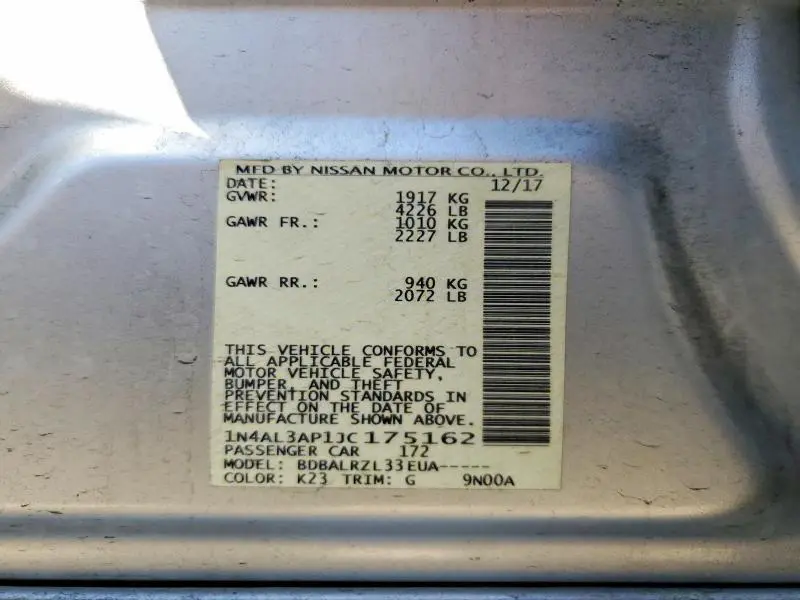 MFD BY NISSAN MOTOR CO., LTD.
DATE: 12/17
GVWR: 1917 KG
4226 LB
GAWR FR.: 1010 KG
2227 LB
GAWR RR.: 940 KG
2072 LB
THIS VEHICLE CONFORMS TO
ALL APPLICABLE FEDERAL
MOTOR VEHICLE SAFETY,
BUMPER, AND THEFT
PREVENTION STANDARDS IN
EFFECT ON THE DATE OF
MANUFACTURE SHOWN ABOVE.
1N4AL3AP1JC175162
PASSENGER CAR 172
MODEL: BDBALRZL33EUA-----
COLOR: K23 TRIM: G 9N00A